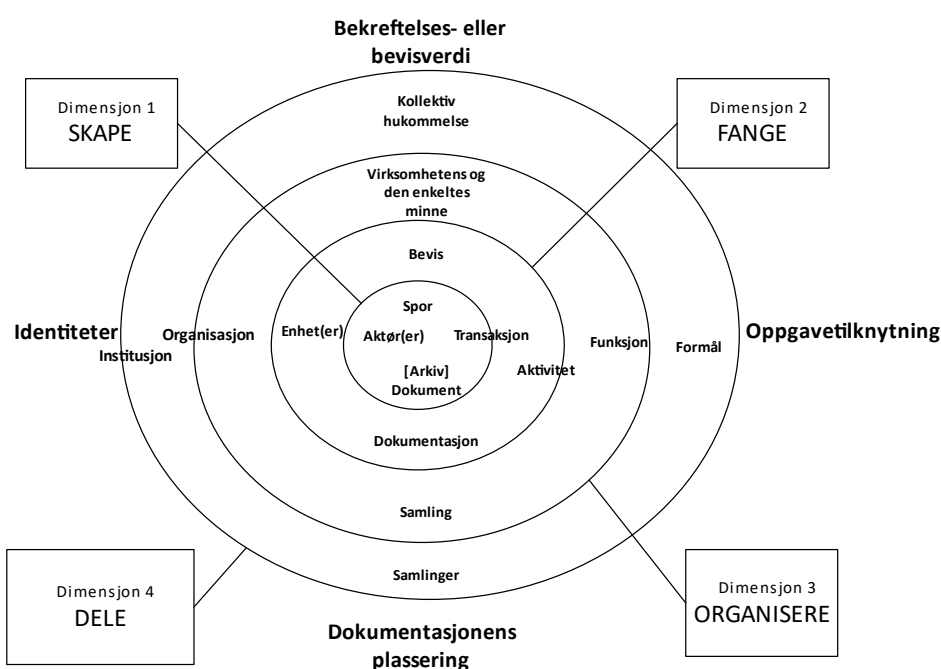 Bekreftelses- eller
bevisverdi
Dimensjon 1
SKAPE
Kollektiv
hukommelse
Dimensjon 2
FANGE
Virksomhetens og
den enkeltes
minne
Bevis
Spor
Identiteter
Institusjon
Organisasjon
Enhet(er)
Aktør(er)
Transaksjon
Aktivitet
Funksjon
Formål
Oppgavetilknytning
[Arkiv]
Dokument
Dokumentasjon
Samling
Samlinger
Dimensjon 4
DELE
Dimensjon 3
ORGANISERE
Dokumentasjonens
plassering